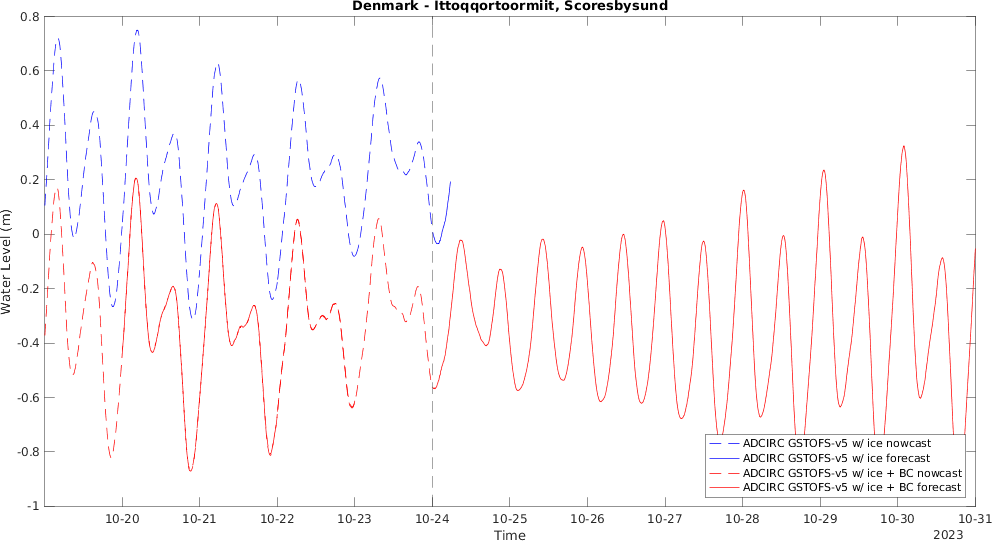 Denmark - Ittoqqortoormiit, Scoresbysund
Water Level (m)
0.8
0.6
0.4
0.2
0
-0.2
-0.4
-0.6
-0.8
-1
ADCIRC GSTOFS-v5 w/ ice nowcast
ADCIRC GSTOFS-v5 w/ ice forecast
ADCIRC GSTOFS-v5 w/ ice + BC nowcast
ADCIRC GSTOFS-v5 w/ ice + BC forecast
10-20 10-21 10-22 10-23 10-24 10-25 10-26 10-27 10-28 10-29 10-30 10-31
Time
2023